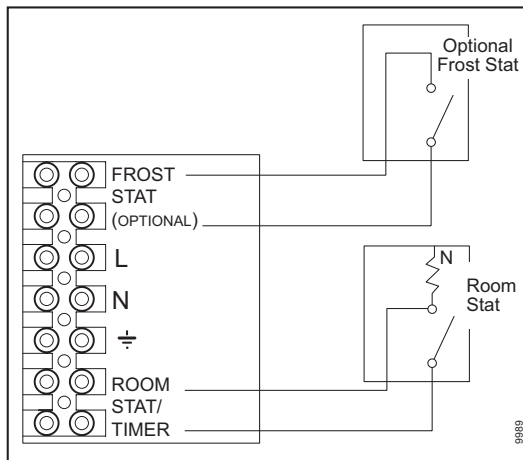 Optional
Frost Stat
FROST
STAT
(OPTIONAL)
L
N
N
Room
Stat
ROOM
STAT/
TIMER
9989